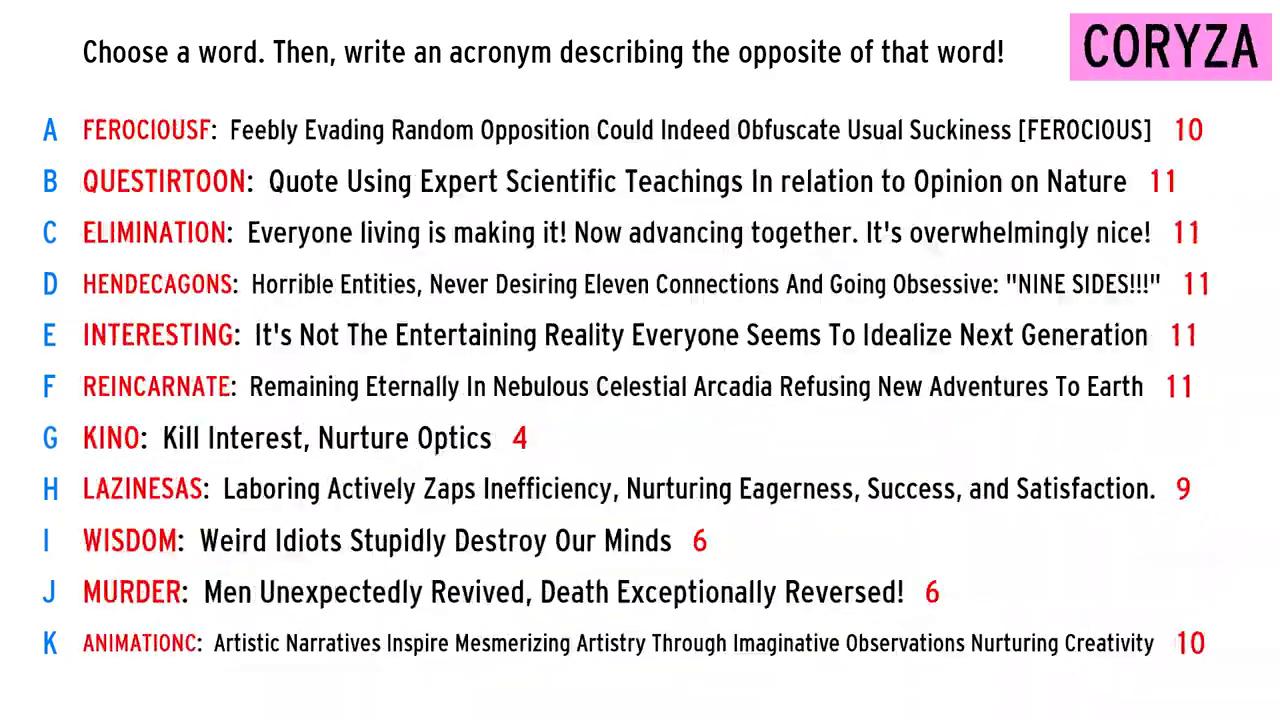 Choose a word. Then, write an acronym describing the opposite of that word!
CORYZA
A FEROCIOUSF: Feebly Evading Random Opposition Could Indeed Obfuscate Usual Suckiness [FEROCIOUS] 10
B QUESTIRTOON: Quote Using Expert Scientific Teachings In relation to Opinion on Nature 11
C ELIMINATION: Everyone living is making it! Now advancing together. It's overwhelmingly nice! 11
D HENDECAGONS: Horrible Entities, Never Desiring Eleven Connections And Going Obsessive: "NINE SIDES!!!" 11
E INTERESTING: It's Not The Entertaining Reality Everyone Seems To Idealize Next Generation 11
F REINCARNATE: Remaining Eternally In Nebulous Celestial Arcadia Refusing New Adventures To Earth 11
G KINO: Kill Interest, Nurture Optics 4
H LAZINESAS: Laboring Actively Zaps Inefficiency, Nurturing Eagerness, Success, and Satisfaction. 9
I WISDOM: Weird Idiots Stupidly Destroy Our Minds 6
J MURDER: Men Unexpectedly Revived, Death Exceptionally Reversed! 6
K ANIMATIONC: Artistic Narratives Inspire Mesmerizing Artistry Through Imaginative Observations Nurturing Creativity 10